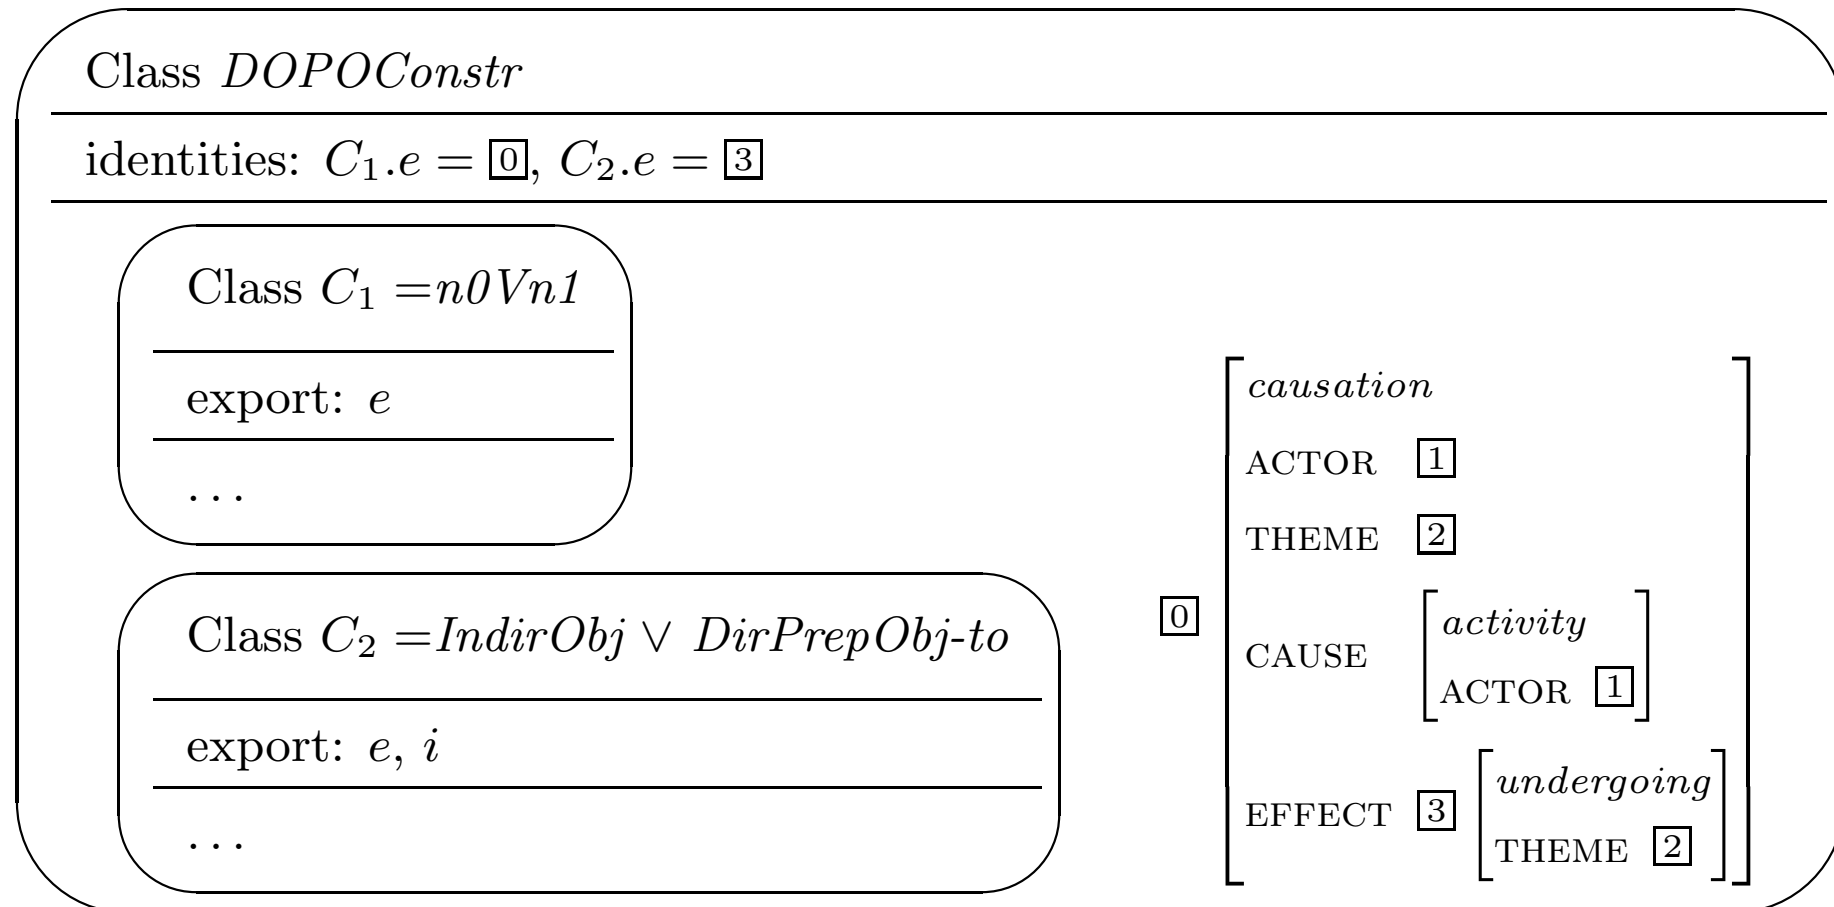 Class DOPOConstr
identities: C₁.e = 0, C₂.e = 3
Class C₁ =n0Vn1
export: e
...
Class C₂ =IndirObj ∨ DirPrepObj-to
export: e, i
...
0
causation
ACTOR 1
THEME 2
CAUSE
activity
ACTOR 1
EFFECT 3
undergoing
THEME 2